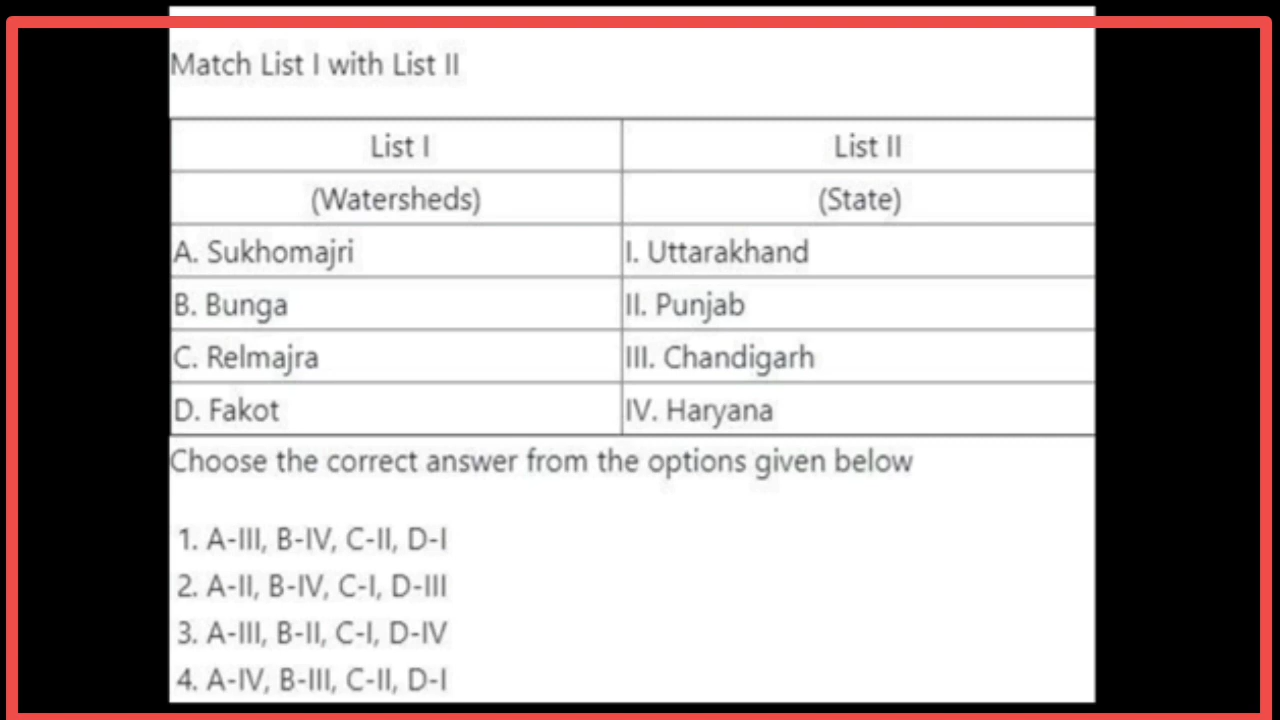 Match List I with List II
List I List II
(Watersheds) (State)
A. Sukhomajri I. Uttarakhand
B. Bunga II. Punjab
C. Relmajra III. Chandigarh
D. Fakot IV. Haryana
Choose the correct answer from the options given below
1. A-III, B-IV, C-II, D-I
2. A-II, B-IV, C-I, D-III
3. A-III, B-II, C-I, D-IV
4. A-IV, B-III, C-II, D-I